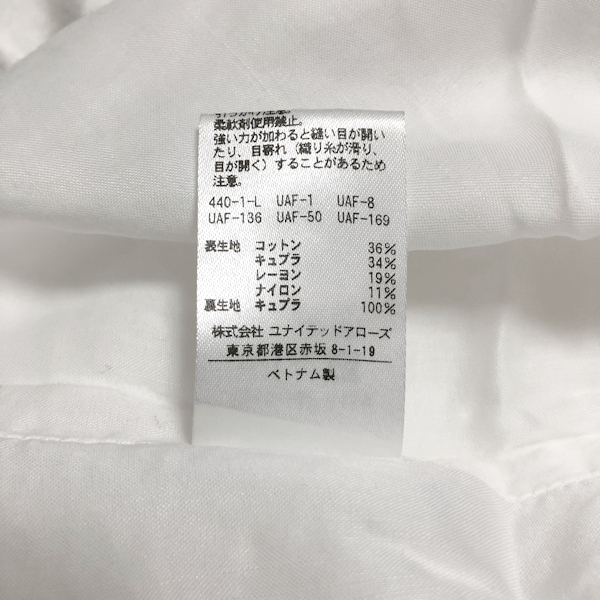 引っかけ注意。
柔軟剤使用禁止。
強い力が加わると縫い目が開い
たり、目寄れ（織り糸が滑り、
目が開く）することがあるため
注意。
440-1-L UAF-1 UAF-8
UAF-136 UAF-50 UAF-169
表生地 コットン 36%
キュプラ 34%
レーヨン 19%
ナイロン 11%
裏生地 キュプラ 100%
株式会社 ユナイテッドアローズ
東京都港区赤坂 8-1-19
ベトナム製